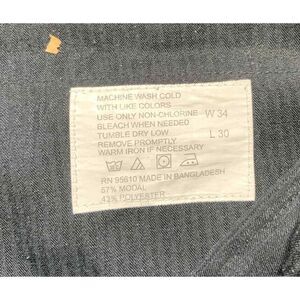 MACHINE WASH COLD
WITH LIKE COLORS
USE ONLY NON-CHLORINE W 34
BLEACH WHEN NEEDED
TUMBLE DRY LOW L 30
REMOVE PROMPTLY
WARM IRON IF NECESSARY
RN 95610 MADE IN BANGLADESH
57% MODAL
43% POLYESTER